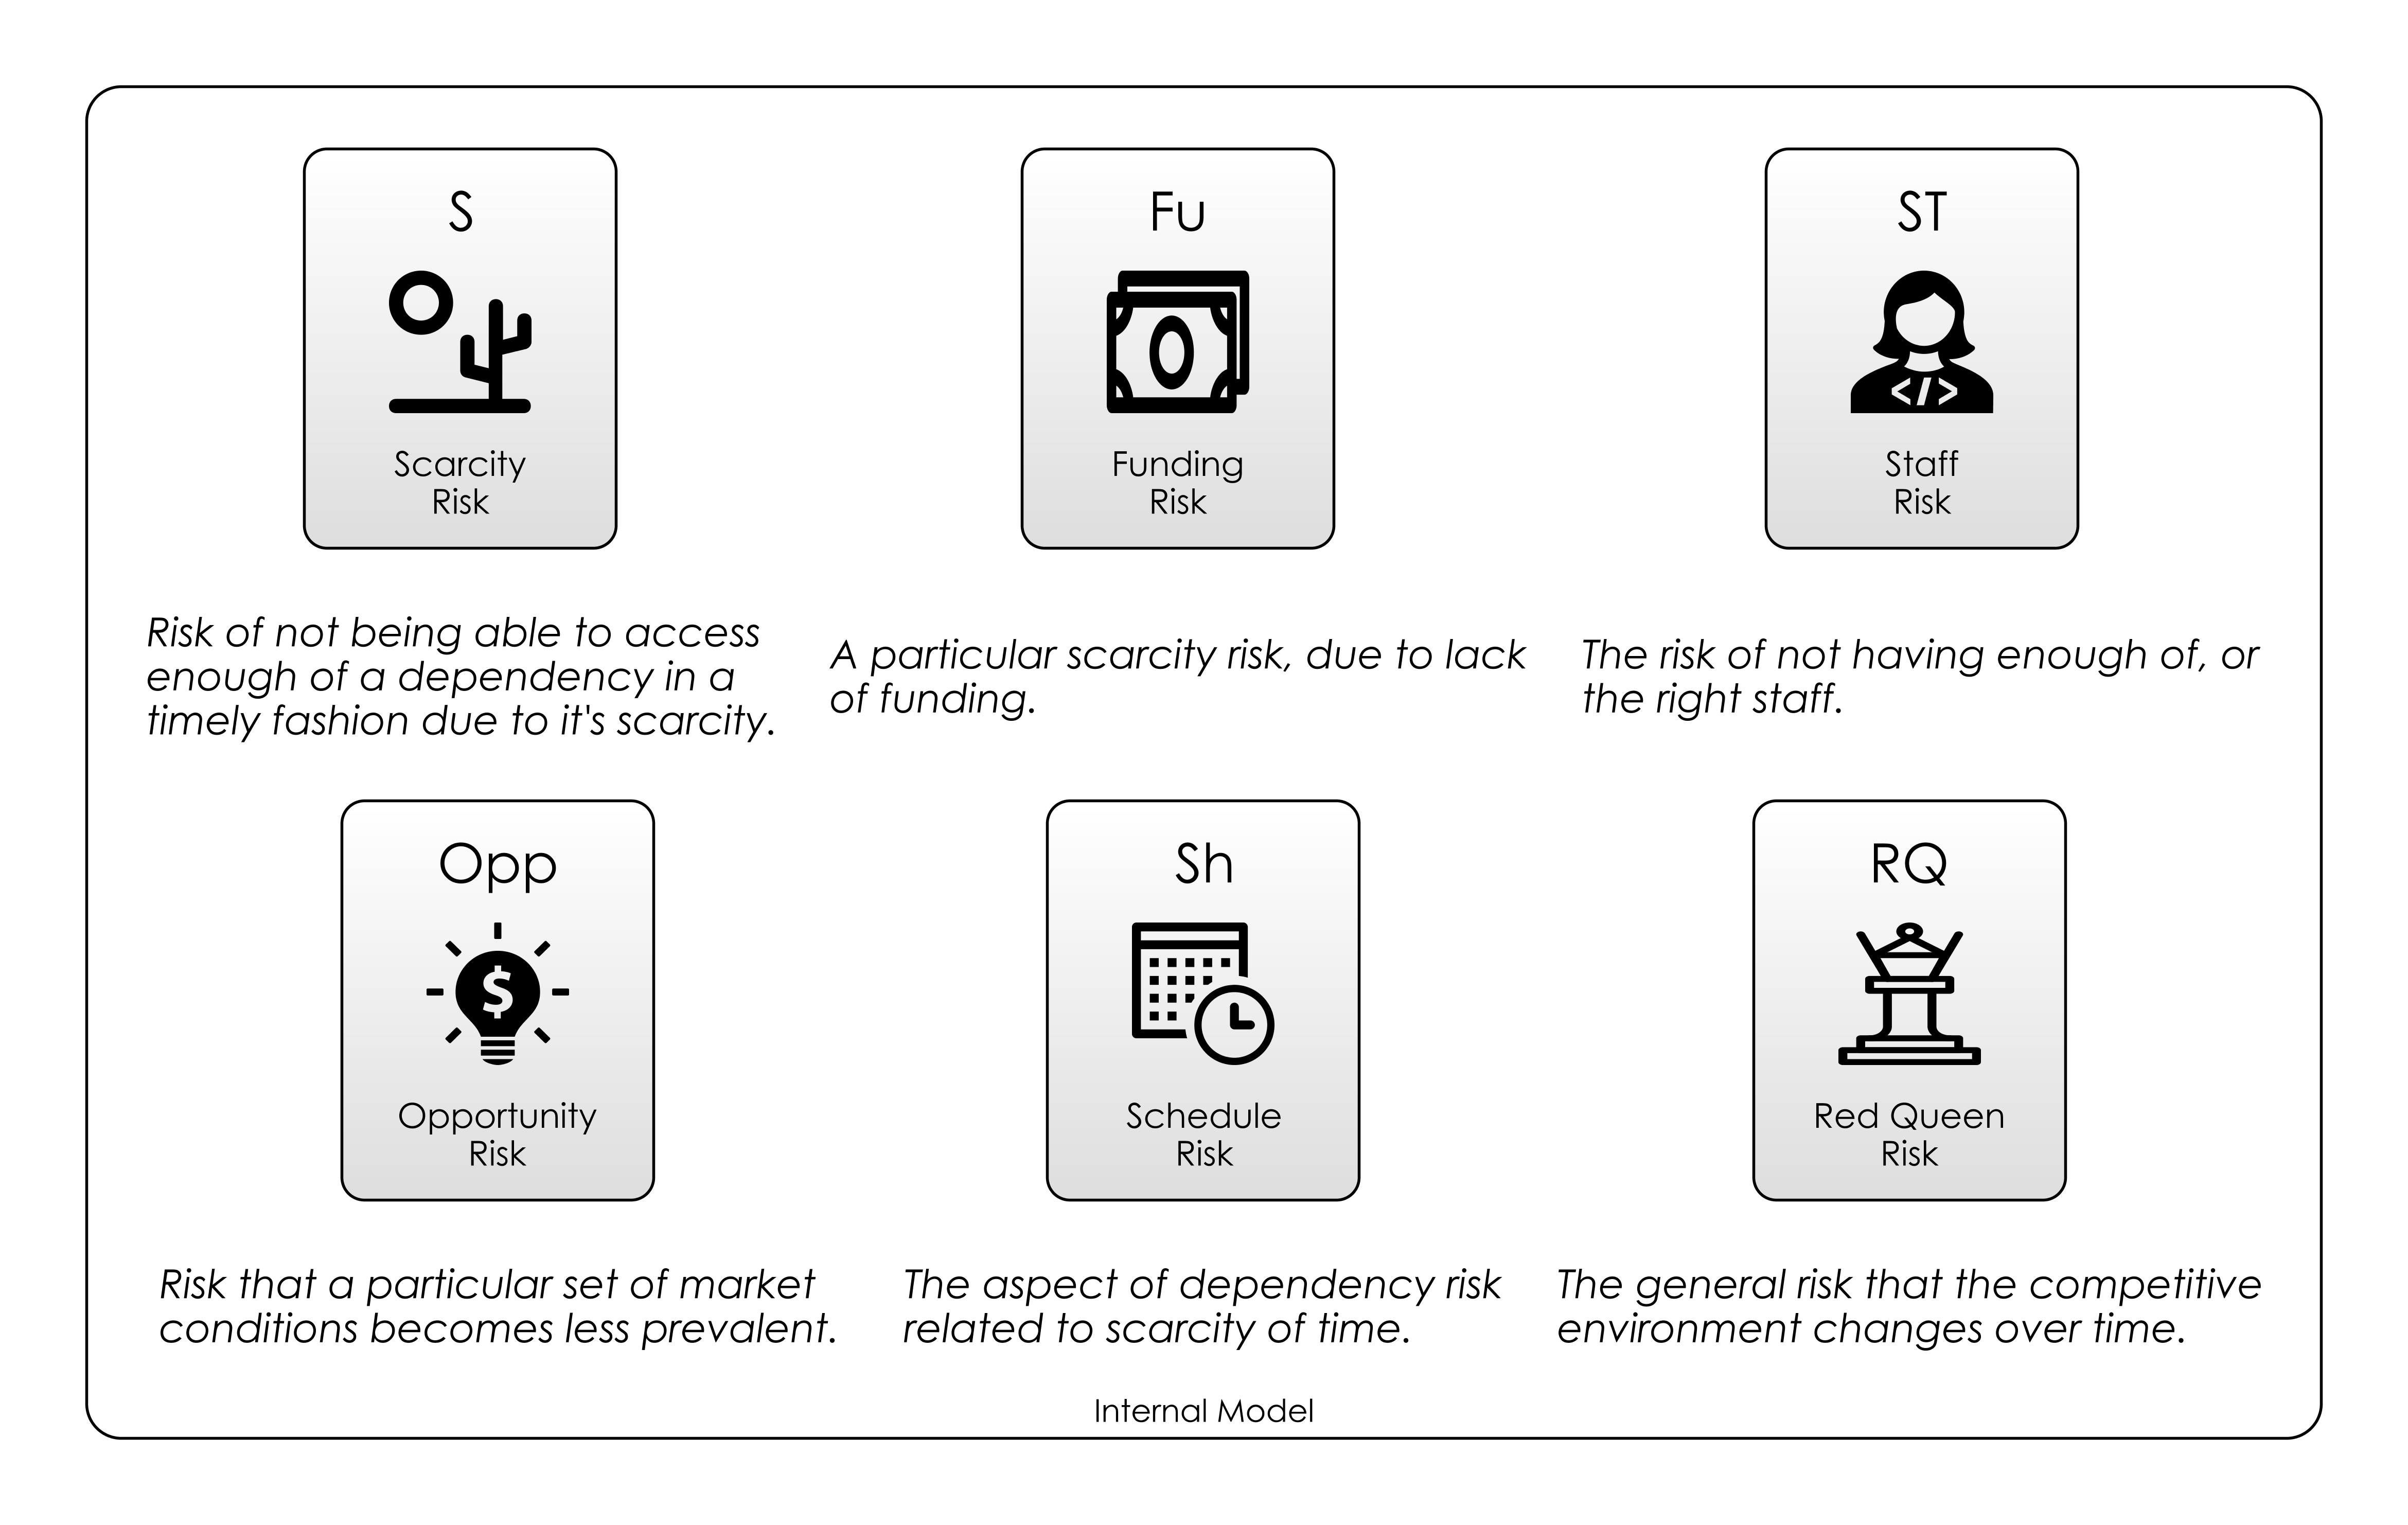 S
Scarcity
Risk
Risk of not being able to access
enough of a dependency in a
timely fashion due to it's scarcity.
Fu
Funding
Risk
A particular scarcity risk, due to lack
of funding.
ST
</>
Staff
Risk
The risk of not having enough of, or
the right staff.
Opp
$
Opportunity
Risk
Risk that a particular set of market
conditions becomes less prevalent.
Sh
Schedule
Risk
The aspect of dependency risk
related to scarcity of time.
RQ
Red Queen
Risk
The general risk that the competitive
environment changes over time.
Internal Model